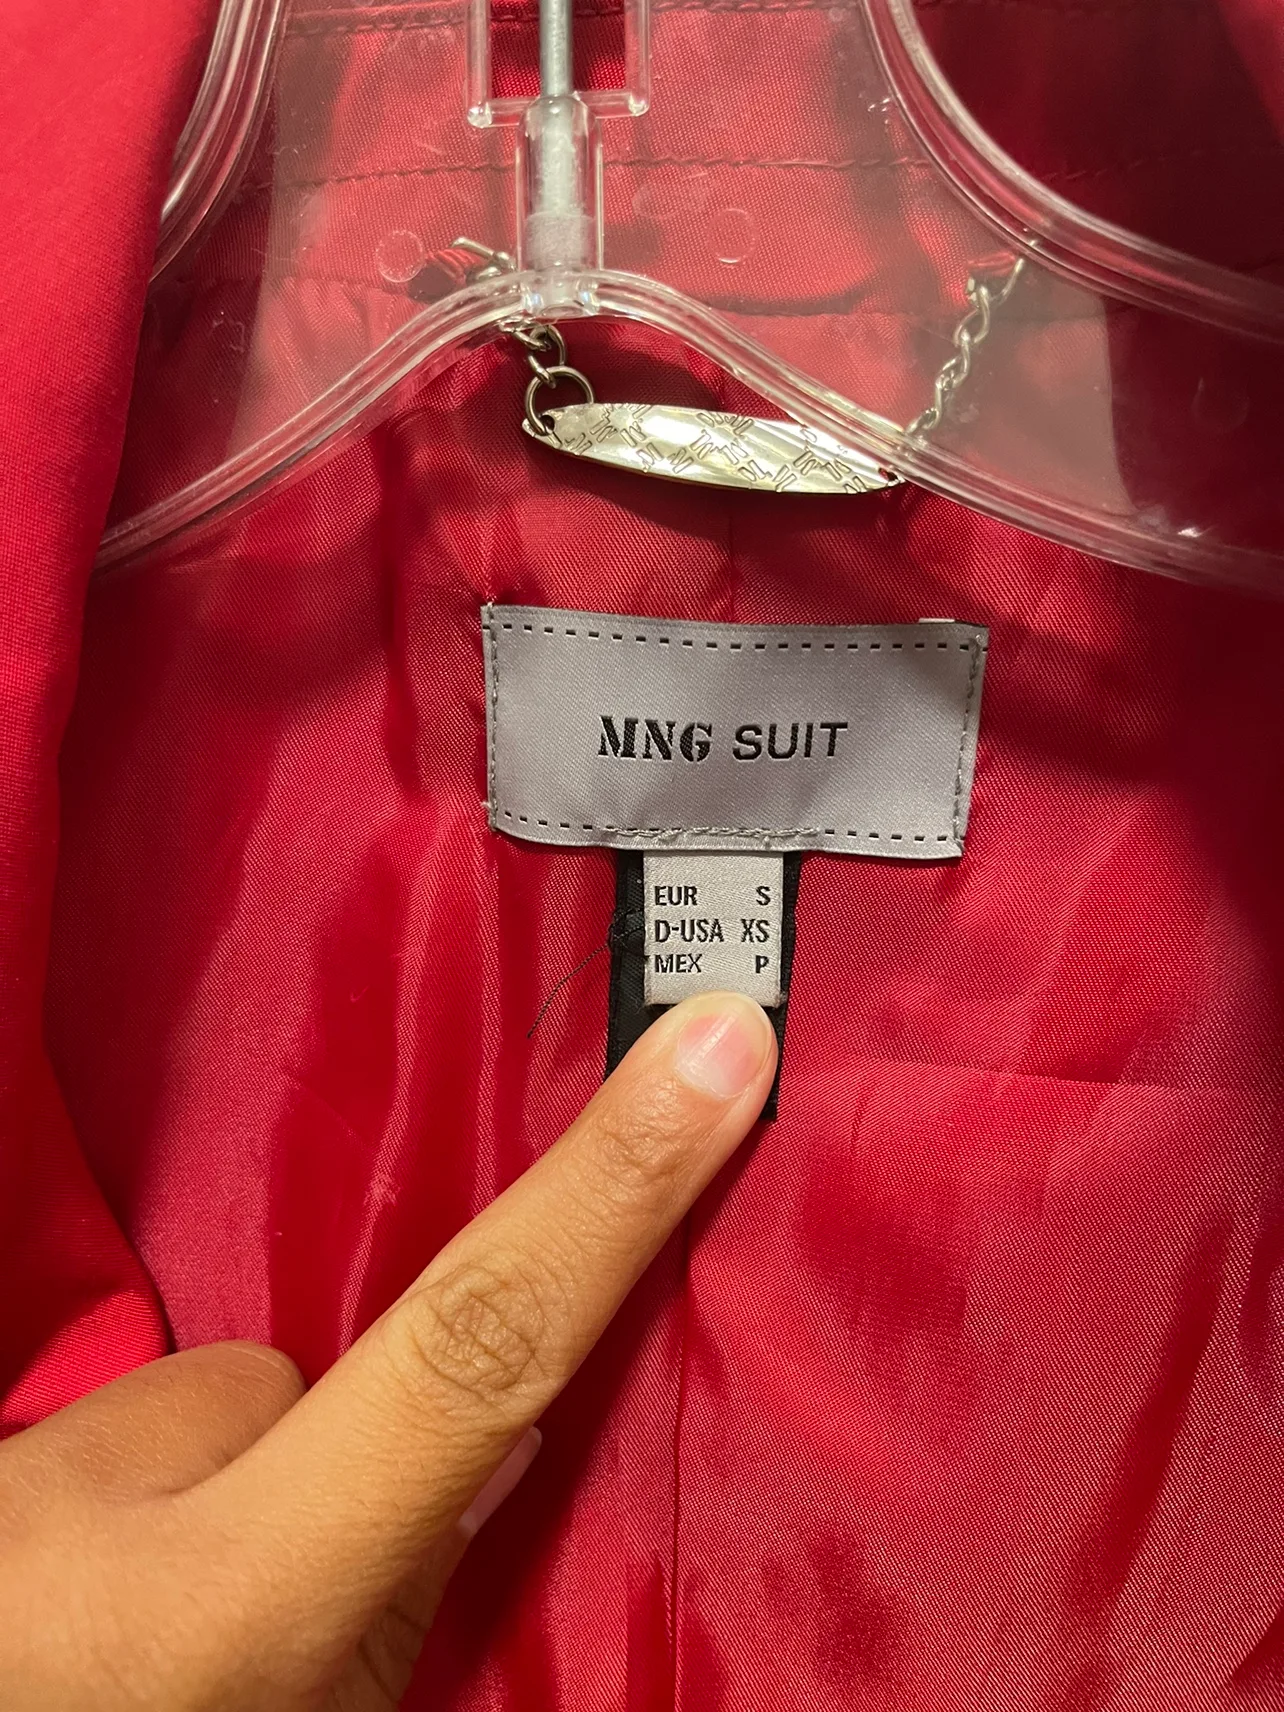 MNG SUIT
EUR S
D-USA XS
MEX P